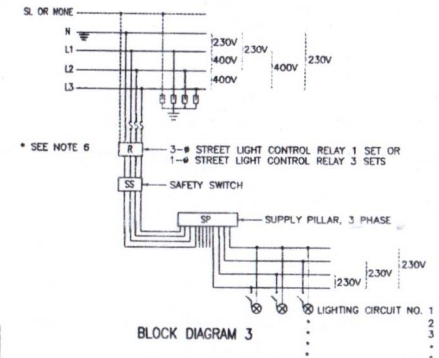 SL OR NONE
N
L1
L2
L3
230V
400V
400V
230V
400V
230V
* SEE NOTE 6
R
3-ø STREET LIGHT CONTROL RELAY 1 SET OR
1-ø STREET LIGHT CONTROL RELAY 3 SETS
SS
SAFETY SWITCH
SP
SUPPLY PILLAR, 3 PHASE
230V
230V
230V
LIGHTING CIRCUIT NO. 1
2
3
BLOCK DIAGRAM 3